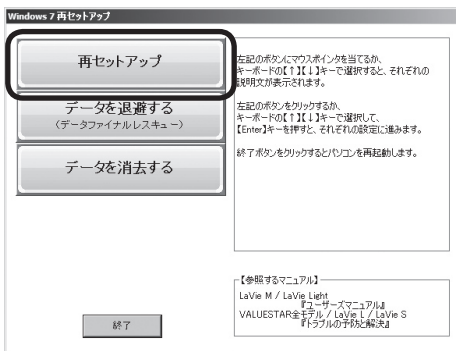 Windows 7 再セットアップ
再セットアップ
データを退避する
(データファイナルレスキュー)
データを消去する
終了
左記のボタンにマウスポインタを当てるか、
キーボードの【↑】【↓】キーで選択すると、それぞれの
説明文が表示されます。
左記のボタンをクリックするか、
キーボードの【↑】【↓】キーで選択して、
【Enter】キーを押すと、それぞれの設定に進みます。
終了ボタンをクリックするとパソコンを再起動します。
【参照するマニュアル】
LaVie M / LaVie Light
『ユーザーズマニュアル』
VALUESTAR全モデル / LaVie L / LaVie S
『トラブルの予防と解決』